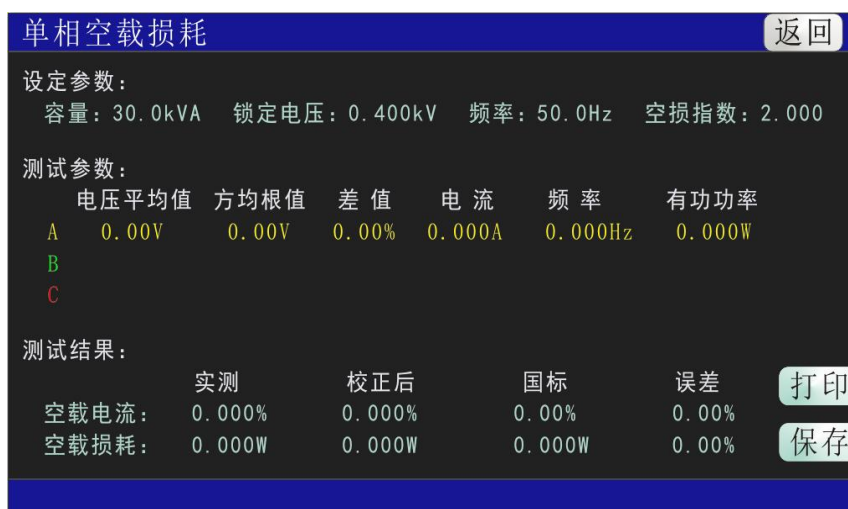 单相空载损耗 返回
设定参数：
容量：30.0kVA 锁定电压：0.400kV 频率：50.0Hz 空损指数：2.000
测试参数：
电压平均值 方均根值 差值 电流 频率 有功功率
A 0.00V 0.00V 0.00% 0.000A 0.000Hz 0.000W
B
C
测试结果：
实测 校正后 国标 误差 打印
空载电流： 0.000% 0.000% 0.00% 0.00%
空载损耗： 0.000W 0.000W 0.000W 0.00% 保存